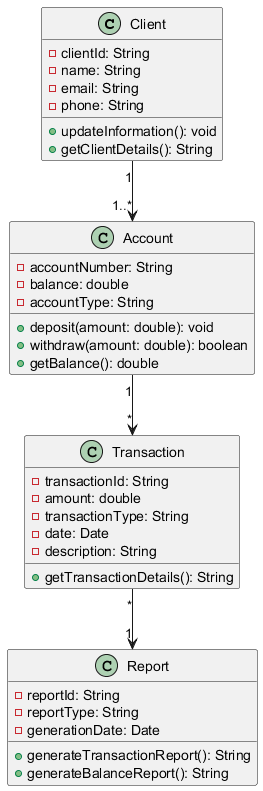 C Client
clientId: String
name: String
email: String
phone: String
updateInformation(): void
getClientDetails(): String
1
1..*
C Account
accountNumber: String
balance: double
accountType: String
deposit(amount: double): void
withdraw(amount: double): boolean
getBalance(): double
1
*
C Transaction
transactionId: String
amount: double
transactionType: String
date: Date
description: String
getTransactionDetails(): String
*
1
C Report
reportId: String
reportType: String
generationDate: Date
generateTransactionReport(): String
generateBalanceReport(): String